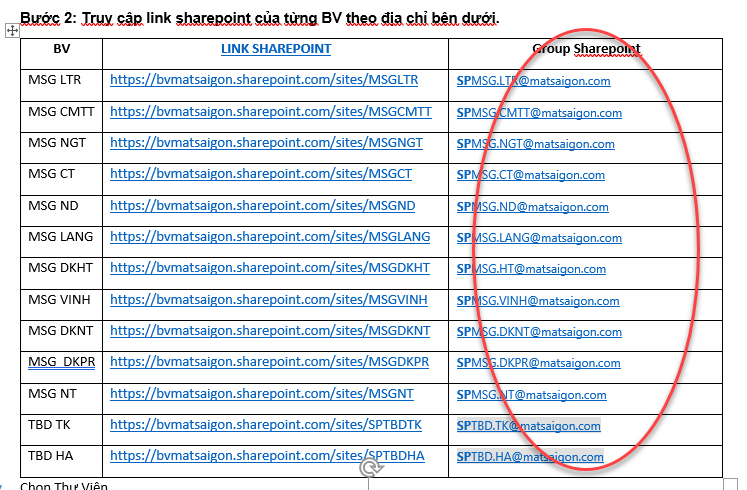 Bước 2: Truy cập link sharepoint của từng BV theo địa chỉ bên dưới.
BV LINK SHAREPOINT Group Sharepoint
MSG LTR https://bvmatsaigon.sharepoint.com/sites/MSGLTR SPMSG.LTR@matsaigon.com
MSG CMTT https://bvmatsaigon.sharepoint.com/sites/MSGCMTT SPMSG.CMTT@matsaigon.com
MSG NGT https://bvmatsaigon.sharepoint.com/sites/MSGNGT SPMSG.NGT@matsaigon.com
MSG CT https://bvmatsaigon.sharepoint.com/sites/MSGCT SPMSG.CT@matsaigon.com
MSG ND https://bvmatsaigon.sharepoint.com/sites/MSGND SPMSG.ND@matsaigon.com
MSG LANG https://bvmatsaigon.sharepoint.com/sites/MSGLANG SPMSG.LANG@matsaigon.com
MSG DKHT https://bvmatsaigon.sharepoint.com/sites/MSGDKHT SPMSG.HT@matsaigon.com
MSG VINH https://bvmatsaigon.sharepoint.com/sites/MSGVINH SPMSG.VINH@matsaigon.com
MSG DKNT https://bvmatsaigon.sharepoint.com/sites/MSGDKNT SPMSG.DKNT@matsaigon.com
MSG DKPR https://bvmatsaigon.sharepoint.com/sites/MSGDKPR SPMSG.DKPR@matsaigon.com
MSG NT https://bvmatsaigon.sharepoint.com/sites/MSGNT SPMSG.NT@matsaigon.com
TBD TK https://bvmatsaigon.sharepoint.com/sites/SPTBDTK SPTBD.TK@matsaigon.com
TBD HA https://bvmatsaigon.sharepoint.com/sites/SPTBDHA SPTBD.HA@matsaigon.com
Chọn Thư Viện